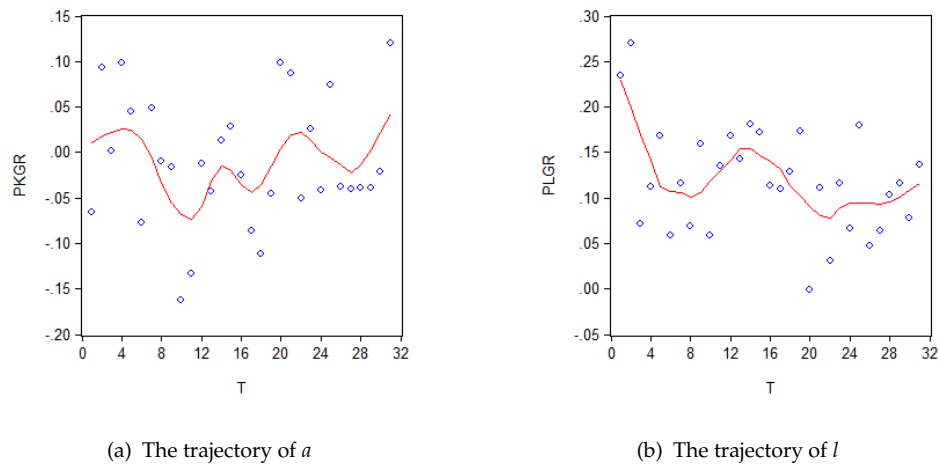 .15
.10
.05
.00
-.05
-.10
-.15
-.20
PKGR
0 4 8 12 16 20 24 28 32
T
(a) The trajectory of a
.30
.25
.20
.15
.10
.05
.00
-.05
PLGR
0 4 8 12 16 20 24 28 32
T
(b) The trajectory of l